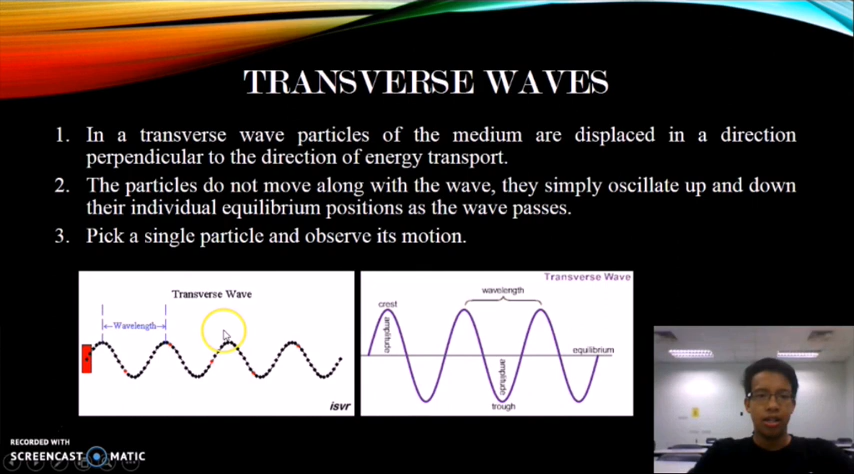 TRANSVERSE WAVES
1. In a transverse wave particles of the medium are displaced in a direction
perpendicular to the direction of energy transport.
2. The particles do not move along with the wave, they simply oscillate up and down
their individual equilibrium positions as the wave passes.
3. Pick a single particle and observe its motion.
Transverse Wave
Wavelength
isvr
Transverse Wave
wavelength
crest
amplitude
equilibrium
amplitude
trough
RECORDED WITH
SCREENCAST MATIC